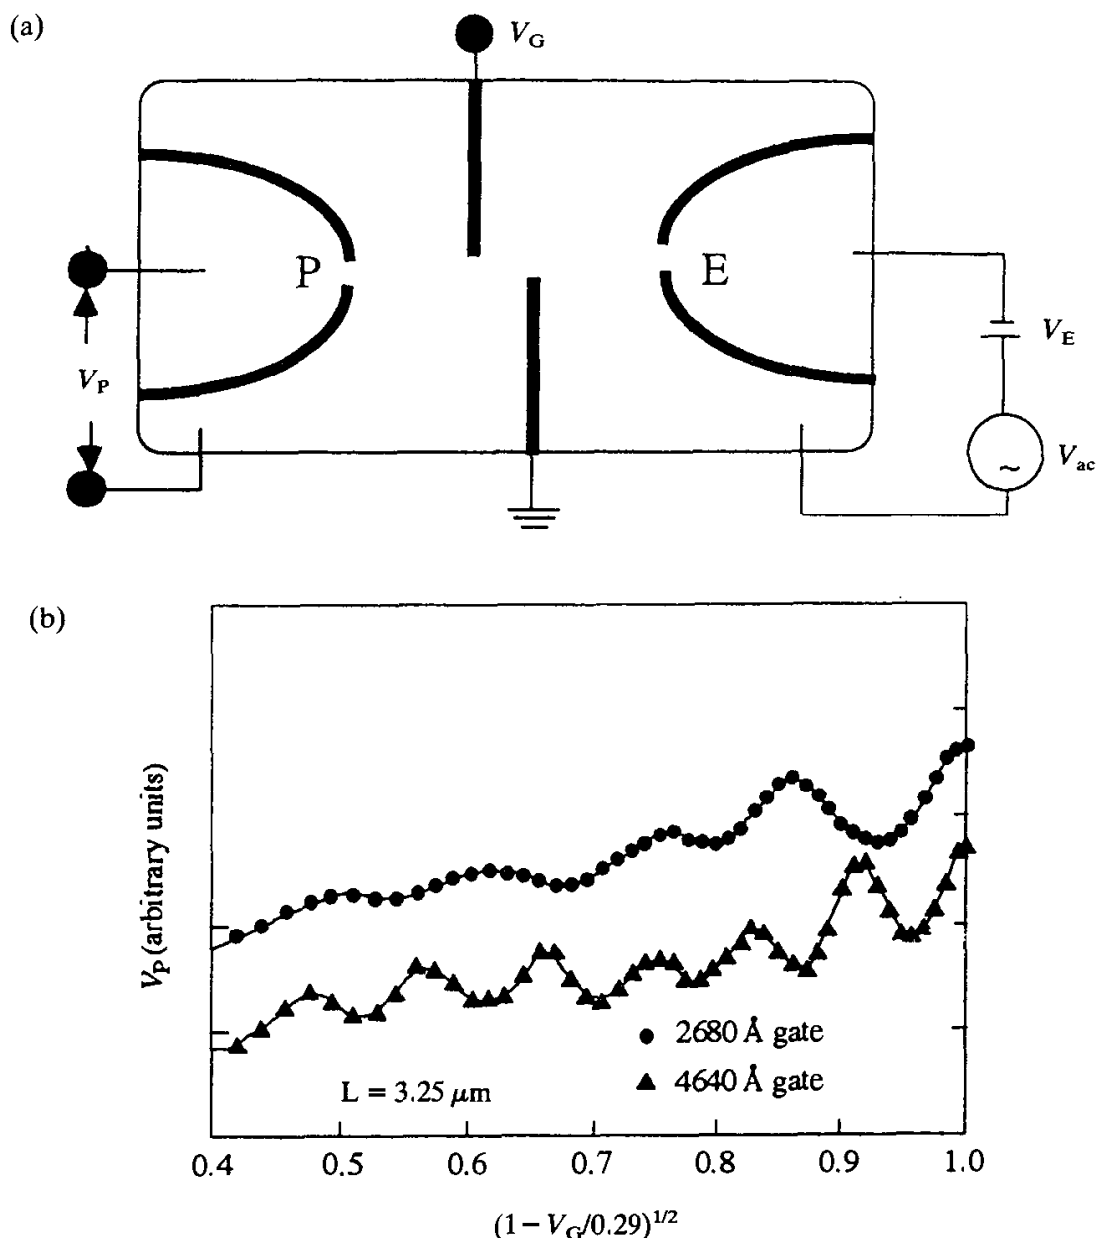 (a)
V_G
P
E
V_P
V_E
V_ac
~
(b)
V_P (arbitrary units)
2680 Å gate
4640 Å gate
L = 3.25 μm
0.4 0.5 0.6 0.7 0.8 0.9 1.0
(1 – V_G/0.29)^1/2